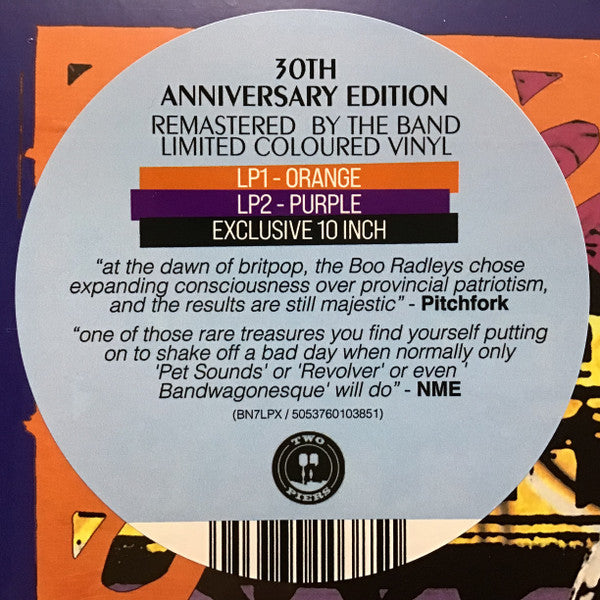 30TH
ANNIVERSARY EDITION
REMASTERED BY THE BAND
LIMITED COLOURED VINYL
LP1 - ORANGE
LP2 - PURPLE
EXCLUSIVE 10 INCH
“at the dawn of britpop, the Boo Radleys chose
expanding consciousness over provincial patriotism,
and the results are still majestic” - Pitchfork
“one of those rare treasures you find yourself putting
on to shake off a bad day when normally only
'Pet Sounds' or 'Revolver' or even '
Bandwagonesque' will do” - NME
(BN7LPX / 5053760103851)
TWO
PIERS